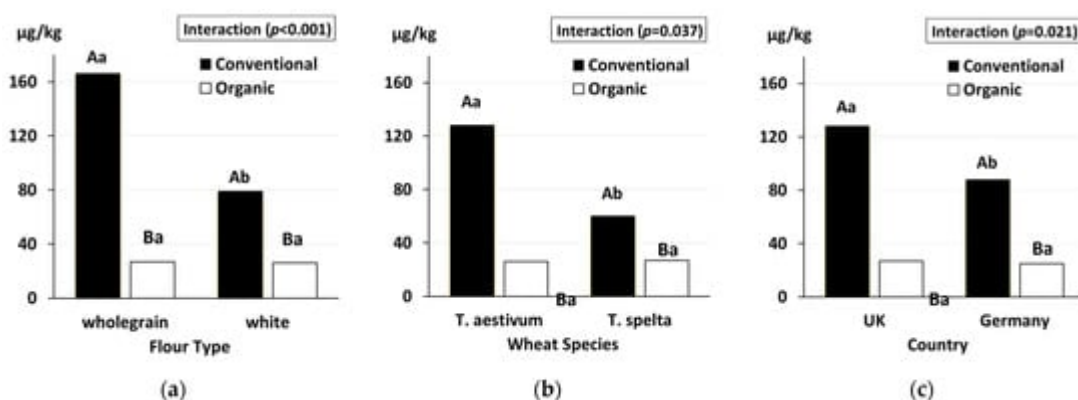 µg/kg
Interaction (p<0.001)
Conventional
Organic
160
120
80
40
0
Aa
Ba
Ab
Ba
wholegrain white
Flour Type
(a)
µg/kg
Interaction (p=0.037)
Conventional
Organic
160
120
80
40
0
Aa
Ba
Ab
Ba
T. aestivum T. spelta
Wheat Species
(b)
µg/kg
Interaction (p=0.021)
Conventional
Organic
160
120
80
40
0
Aa
Ba
Ab
Ba
UK Germany
Country
(c)